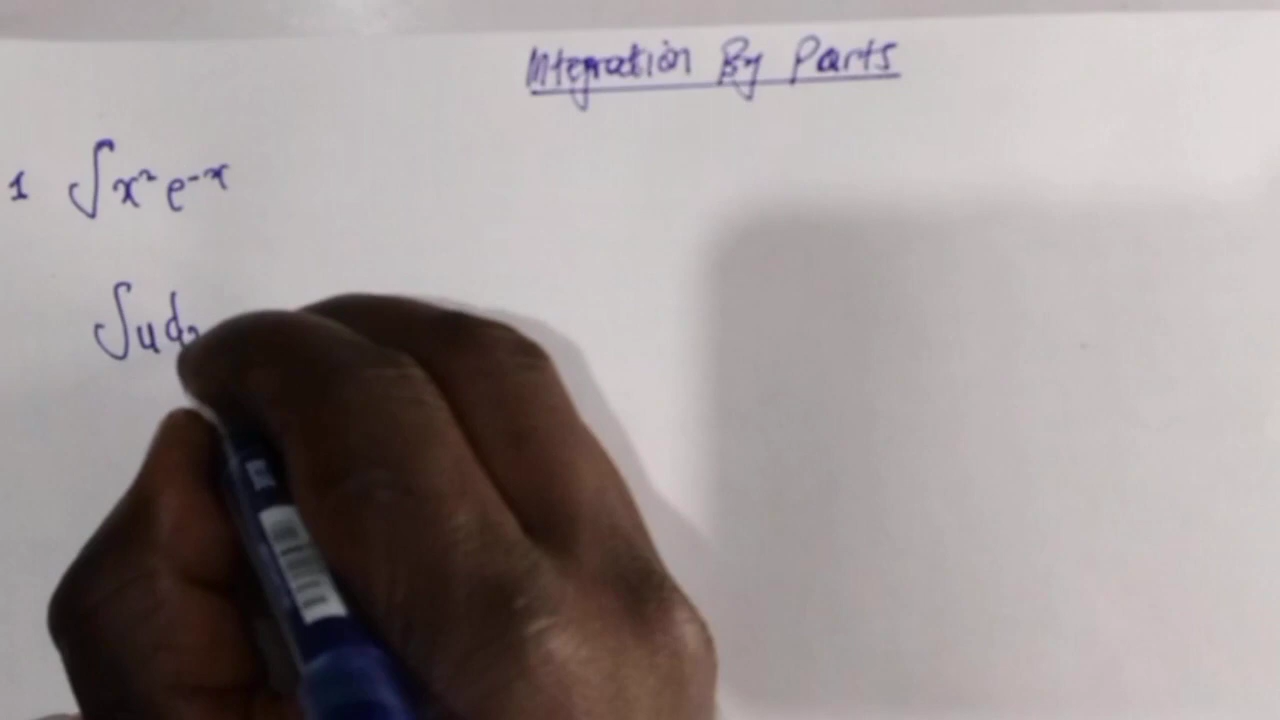 Integration By Parts
1 ∫x²e⁻ˣ
∫ud